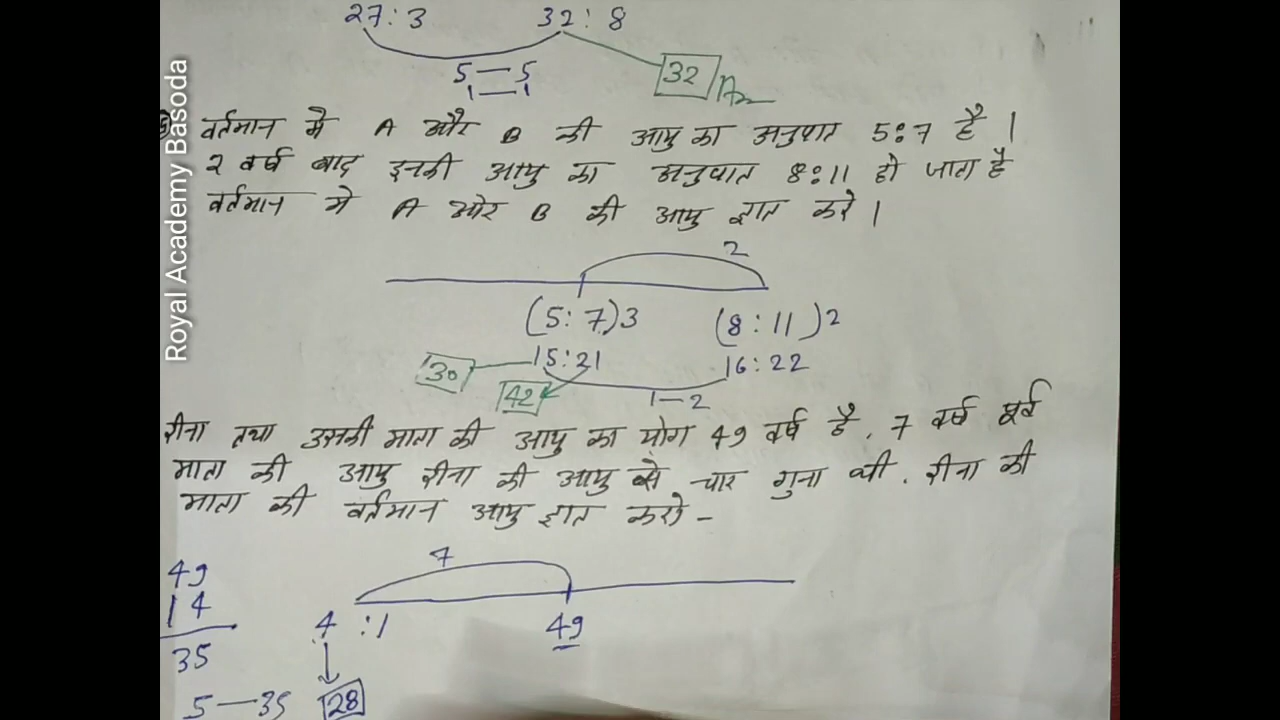 27:3 32:8
5—5
1—1
32 Ans
Royal Academy Basoda
वर्तमान मे A और B की आयु का अनुपात 5:7 है।
2 वर्ष बाद इनकी आयु का अनुपात 8:11 हो जाता है
वर्तमान मे A और B की आयु ज्ञात करे।
2
(5:7)3 (8:11)2
30 15:21 16:22
42
1—2
रीना तथा उसकी माता की आयु का योग 49 वर्ष है, 7 वर्ष पूर्व
माता की आयु रीना की आयु से चार गुना थी. रीना की
माता की वर्तमान आयु ज्ञात करो -
7
49
14
35
4 :1 49
5—35 28